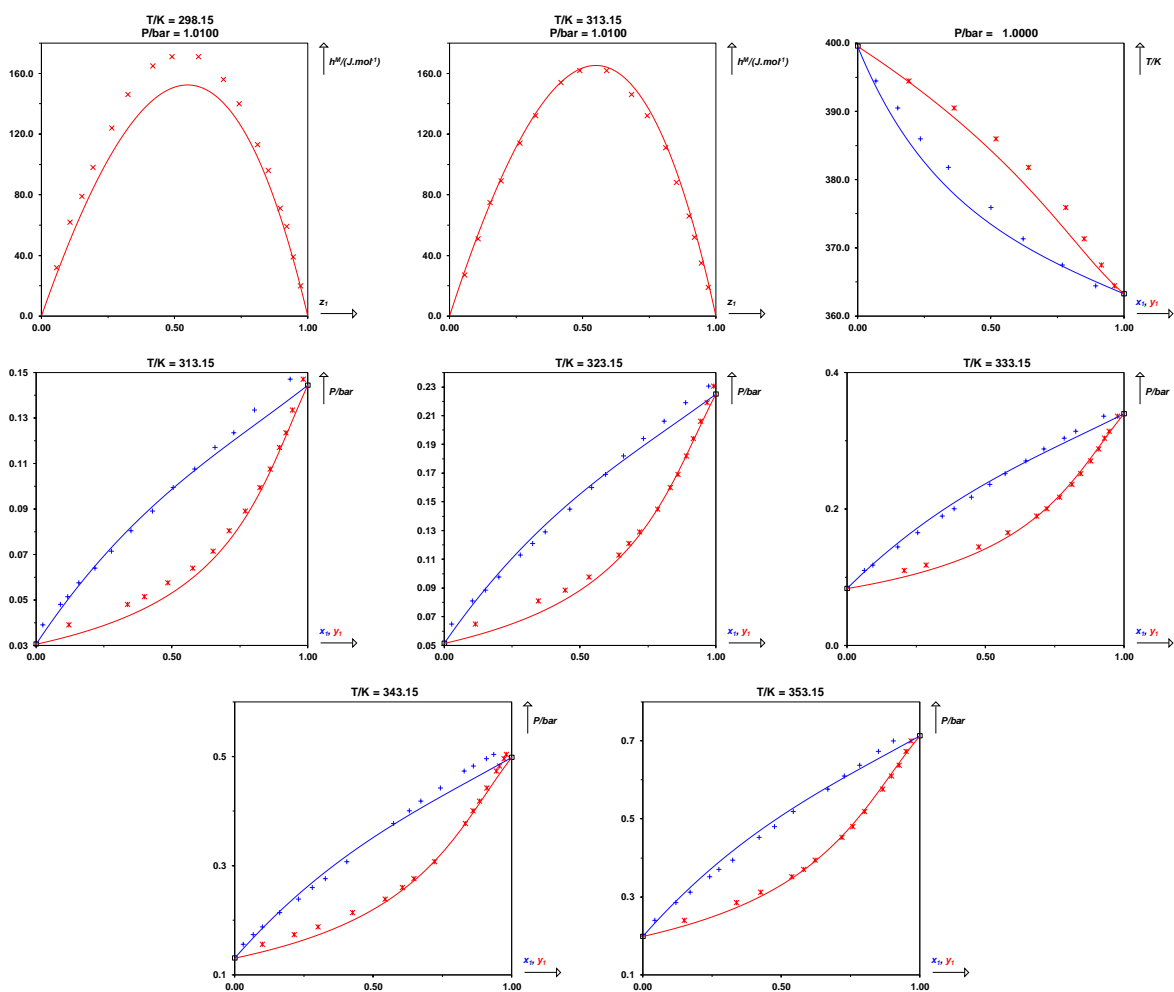 T/K = 298.15
P/bar = 1.0100
hᴹ/(J.mol⁻¹)
160.0
120.0
80.0
40.0
0.0
z₁
0.00
0.50
1.00
T/K = 313.15
P/bar = 1.0100
hᴹ/(J.mol⁻¹)
160.0
120.0
80.0
40.0
0.0
z₁
0.00
0.50
1.00
P/bar = 1.0000
T/K
400.0
390.0
380.0
370.0
360.0
x₁, y₁
0.00
0.50
1.00
T/K = 313.15
P/bar
0.15
0.13
0.11
0.09
0.07
0.05
0.03
x₁, y₁
0.00
0.50
1.00
T/K = 323.15
P/bar
0.23
0.21
0.19
0.17
0.15
0.13
0.11
0.09
0.07
0.05
x₁, y₁
0.00
0.50
1.00
T/K = 333.15
P/bar
0.4
0.2
0.0
x₁, y₁
0.00
0.50
1.00
T/K = 343.15
P/bar
0.5
0.3
0.1
x₁, y₁
0.00
0.50
1.00
T/K = 353.15
P/bar
0.7
0.5
0.3
0.1
x₁, y₁
0.00
0.50
1.00